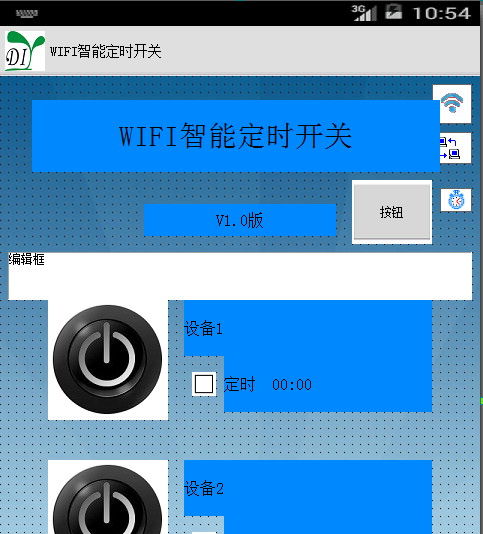 3G 10:54
DIY WIFI智能定时开关
WIFI智能定时开关
V1.0版
按钮
编辑框
设备1
定时 00:00
设备2